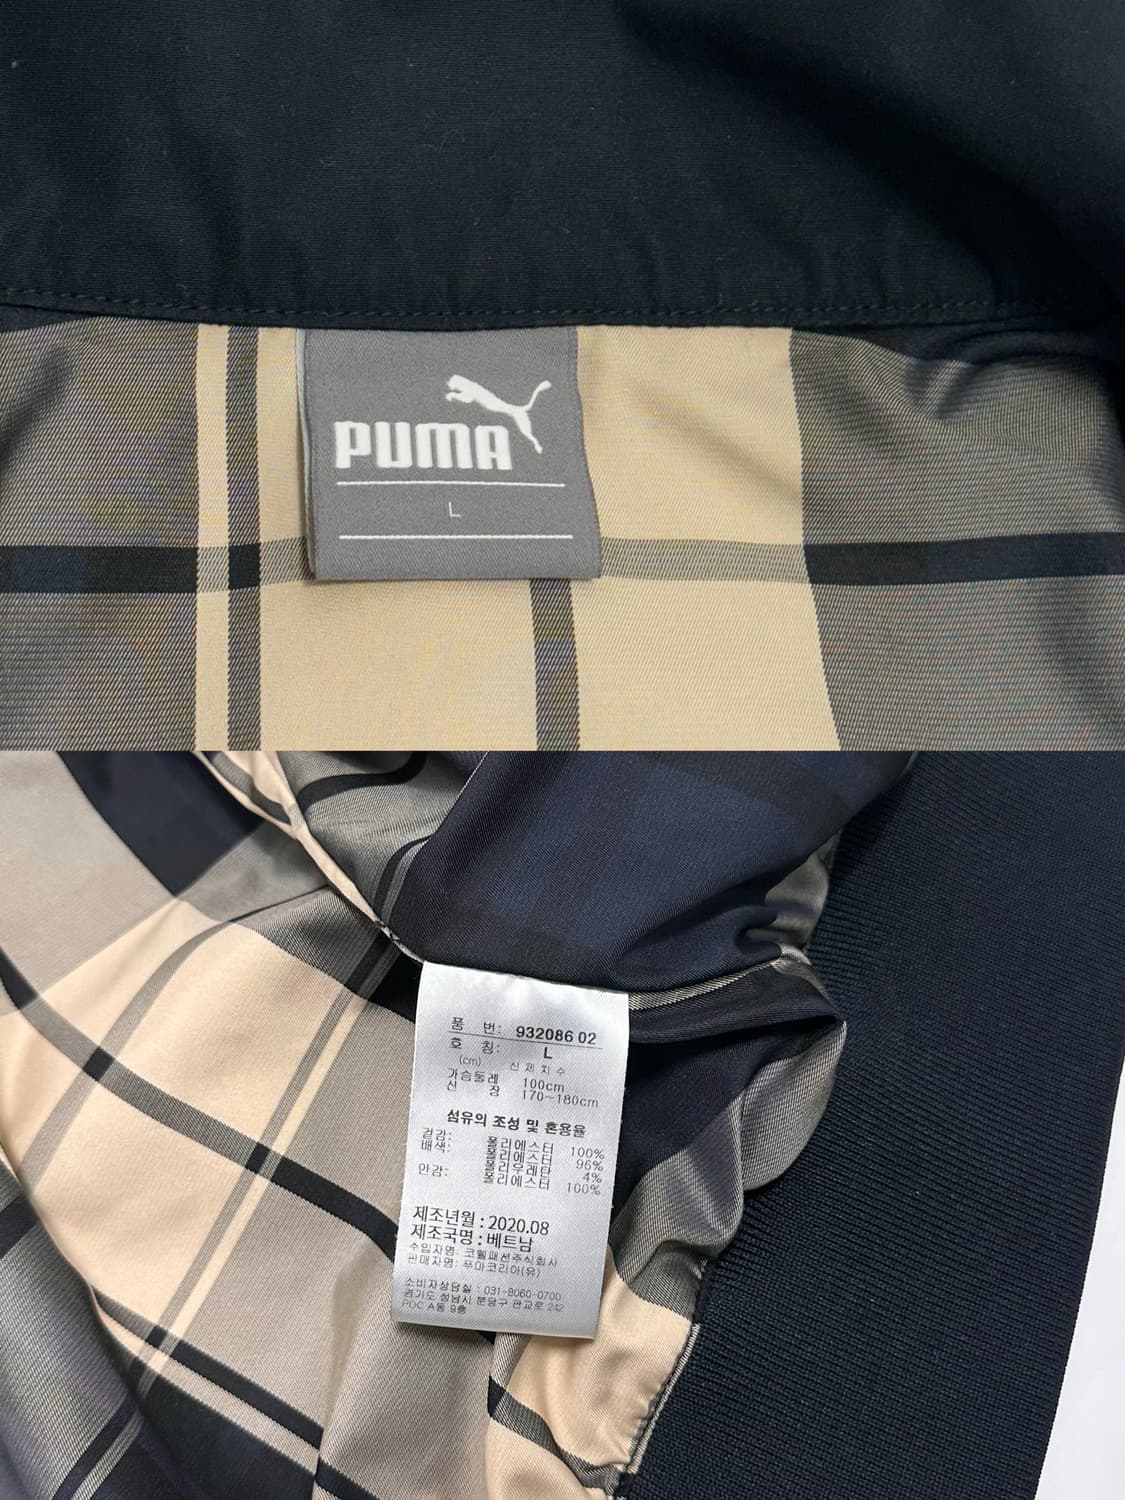 PUMA
L
품 번: 932086 02
호 칭: L
(cm) 신체치수
가슴둘레 100cm
신 장 170~180cm
섬유의 조성 및 혼용율
겉감: 폴리에스터 100%
배색: 폴리에스터 96%
폴리우레탄 4%
안감: 폴리에스터 100%
제조년월 : 2020.08
제조국명 : 베트남
수입자명: 코웰패션주식회사
판매자명: 푸마코리아(유)
소비자상담실 : 031-8060-0700
경기도 성남시 분당구 판교로 242
PDC A동 9층